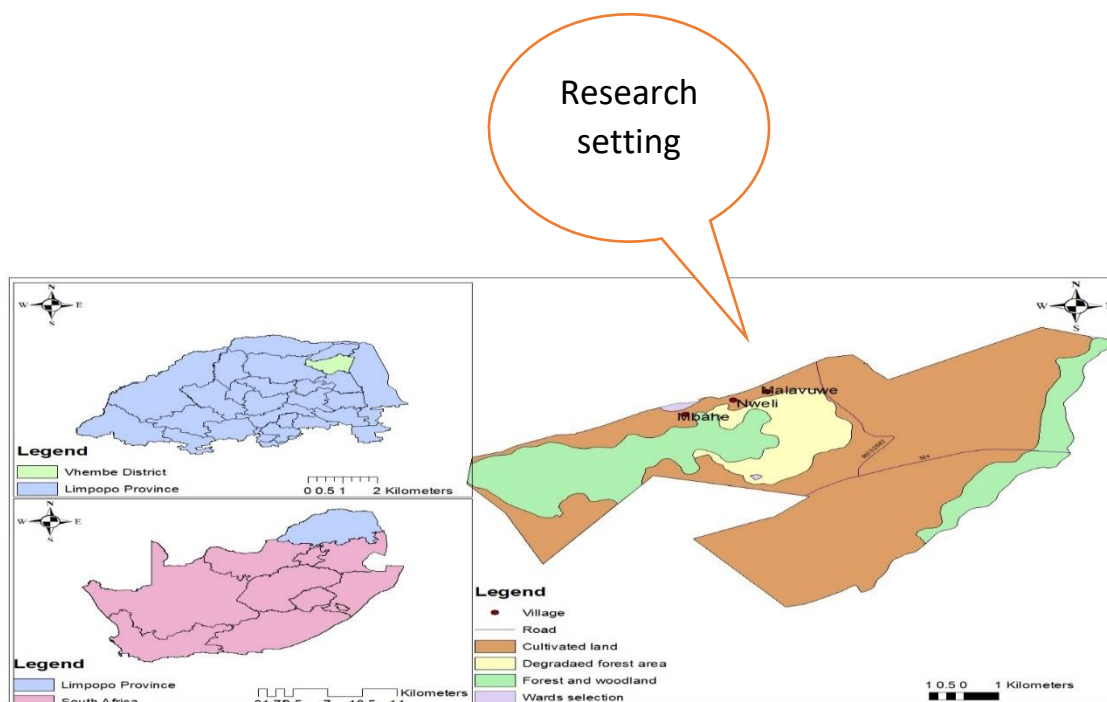 Research
setting
N
W E
S
Legend
Vhembe District
Limpopo Province
0 0.5 1 2 Kilometers
N
W E
S
Legend
Limpopo Province
South Africa
Kilometers
N
W
S
Malavuwe
Nweli
Mbahe
Legend
Village
Road
Cultivated land
Degradaed forest area
Forest and woodland
Wards selection
1 0.5 0 1 Kilometers